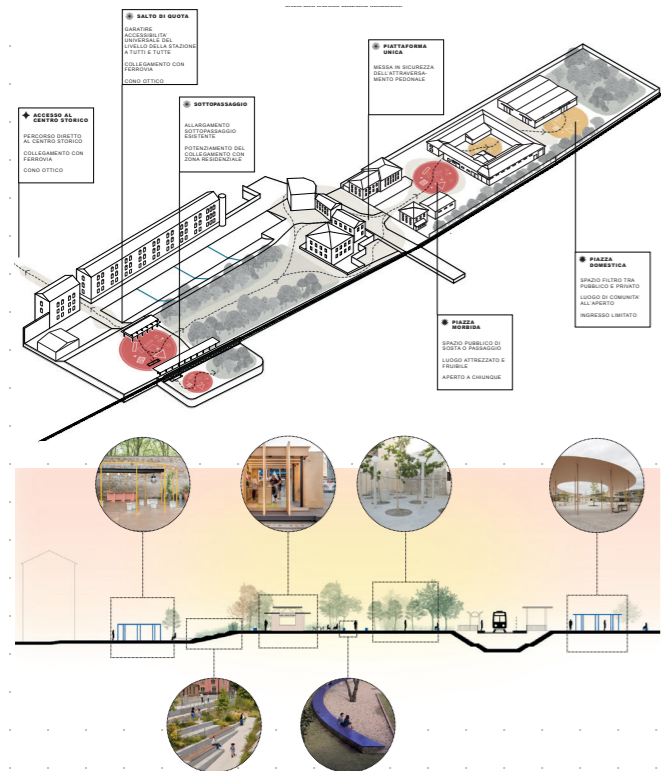 SALTO DI QUOTA
GARATIRE
ACCESSIBILITA'
UNIVERSALE DEL
LIVELLO DELLA STAZIONE
A TUTTI E TUTTE
COLLEGAMENTO CON
FERROVIA
CONO OTTICO
PIATTAFORMA
UNICA
MESSA IN SICUREZZA
DELL'ATTRAVERSA-
MENTO PEDONALE
SOTTOPASSAGGIO
ALLARGAMENTO
SOTTOPASSAGGIO
ESISTENTE
POTENZIAMENTO DEL
COLLEGAMENTO CON
ZONA RESIDENZIALE
ACCESSO AL
CENTRO STORICO
PERCORSO DIRETTO
AL CENTRO STORICO
COLLEGAMENTO CON
FERROVIA
CONO OTTICO
PIAZZA
DOMESTICA
SPAZIO FILTRO TRA
PUBBLICO E PRIVATO
LUOGO DI COMUNITA'
ALL'APERTO
INGRESSO LIMITATO
PIAZZA
MORBIDA
SPAZIO PUBBLICO DI
SOSTA O PASSAGGIO
LUOGO ATTREZZATO E
FRUIBILE
APERTO A CHIUNQUE